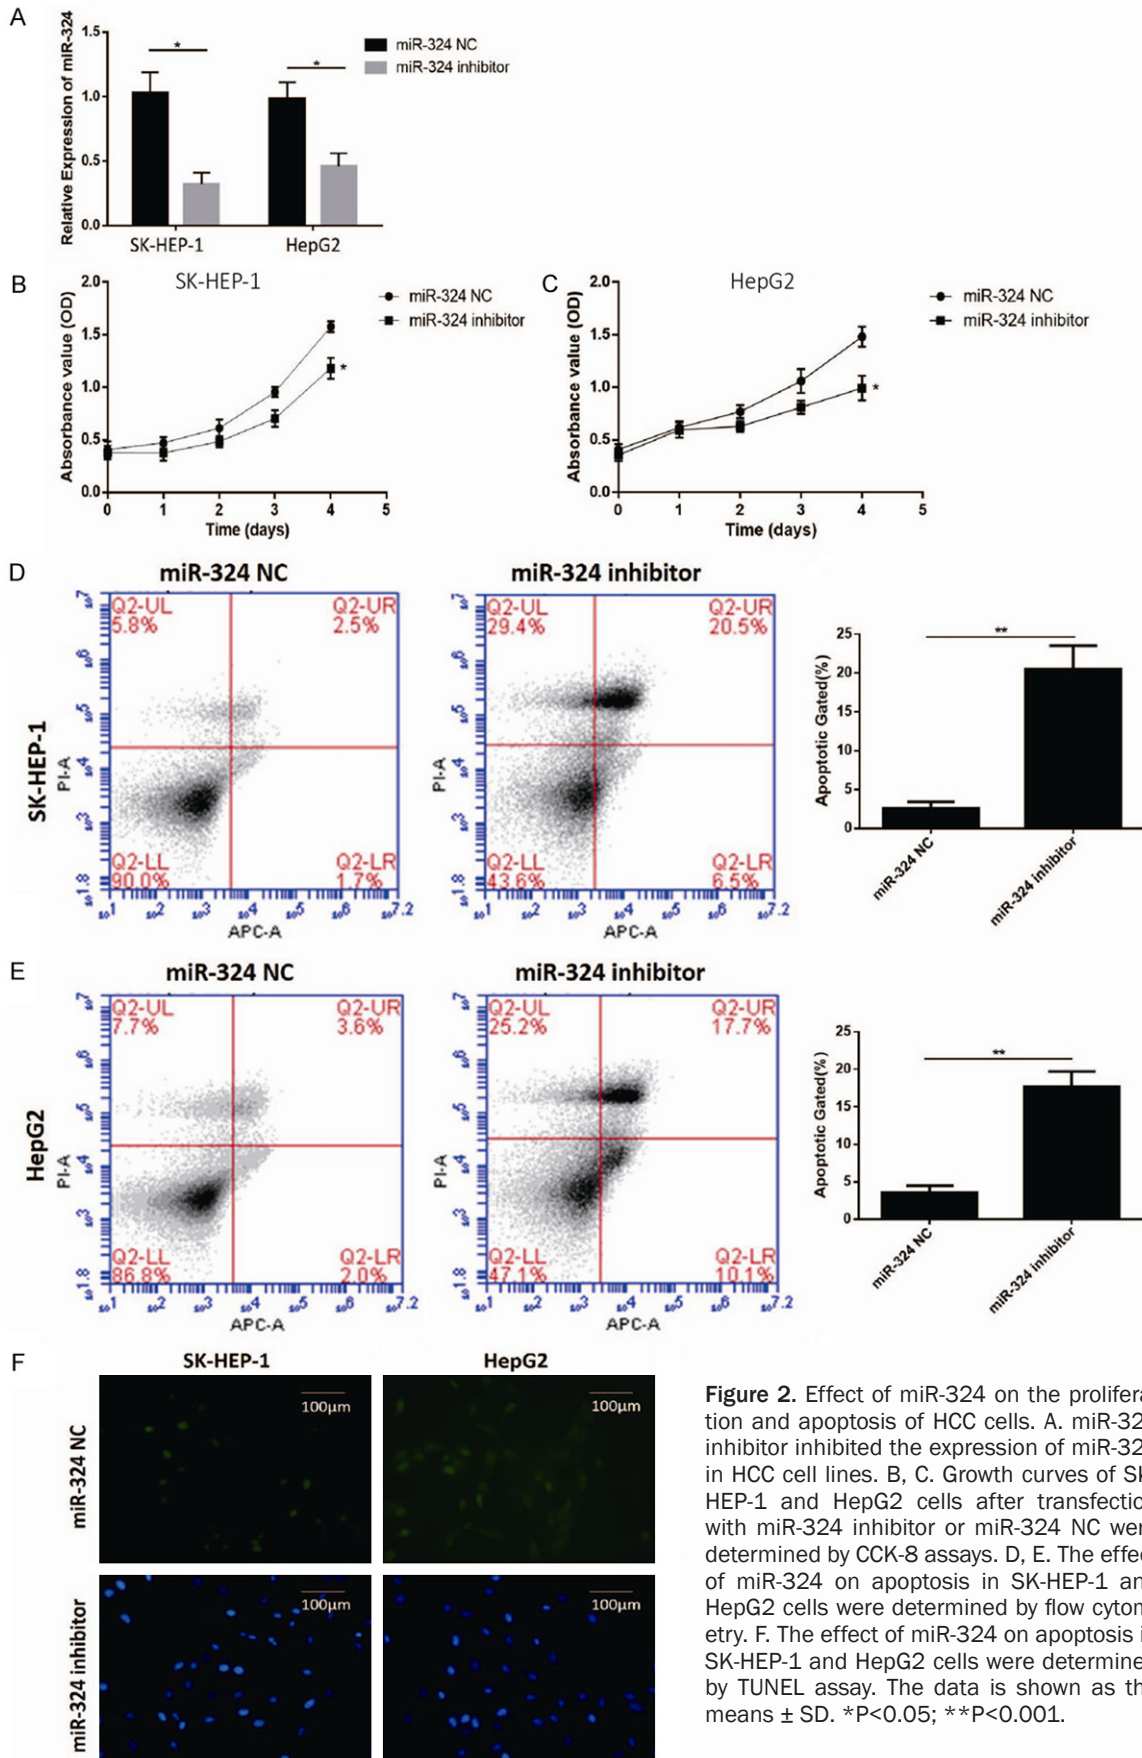 A
Relative Expression of miR-324
1.5
1.0
0.5
0.0
*
*
miR-324 NC
miR-324 inhibitor
SK-HEP-1
HepG2
B
SK-HEP-1
Absorbance value (OD)
2.0
1.5
1.0
0.5
0.0
0 1 2 3 4 5
Time (days)
miR-324 NC
miR-324 inhibitor
*
C
HepG2
Absorbance value (OD)
2.0
1.5
1.0
0.5
0.0
0 1 2 3 4 5
Time (days)
miR-324 NC
miR-324 inhibitor
*
D
SK-HEP-1
miR-324 NC
Q2-UL
5.8%
Q2-UR
2.5%
Q2-LL
90.0%
Q2-LR
1.7%
PI-A
APC-A
miR-324 inhibitor
Q2-UL
29.4%
Q2-UR
20.5%
Q2-LL
43.6%
Q2-LR
6.5%
PI-A
APC-A
Apoptotic Gated(%)
25
20
15
10
5
0
**
miR-324 NC
miR-324 inhibitor
E
HepG2
miR-324 NC
Q2-UL
7.7%
Q2-UR
3.6%
Q2-LL
86.8%
Q2-LR
2.0%
PI-A
APC-A
miR-324 inhibitor
Q2-UL
25.2%
Q2-UR
17.7%
Q2-LL
47.1%
Q2-LR
10.1%
PI-A
APC-A
Apoptotic Gated(%)
25
20
15
10
5
0
**
miR-324 NC
miR-324 inhibitor
F
SK-HEP-1
HepG2
miR-324 NC
100μm
100μm
miR-324 inhibitor
100μm
100μm
Figure 2. Effect of miR-324 on the prolifera
tion and apoptosis of HCC cells. A. miR-32
inhibitor inhibited the expression of miR-32
in HCC cell lines. B, C. Growth curves of SK
HEP-1 and HepG2 cells after transfection
with miR-324 inhibitor or miR-324 NC wer
determined by CCK-8 assays. D, E. The effec
of miR-324 on apoptosis in SK-HEP-1 an
HepG2 cells were determined by flow cytom
etry. F. The effect of miR-324 on apoptosis i
SK-HEP-1 and HepG2 cells were determine
by TUNEL assay. The data is shown as th
means ± SD. *P<0.05; **P<0.001.